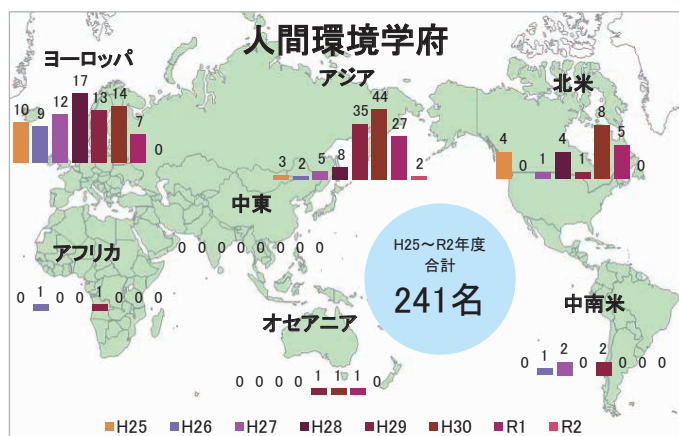 人間環境学府
ヨーロッパ
10 9 12 17 13 14 7 0
アジア
3 2 5 8 35 44 27 2
北米
4 0 1 4 1 8 5 0
中東
0 0 0 0 0 0 0 0
アフリカ
0 1 0 0 1 0 0 0
H25～R2年度
合計
241名
オセアニア
0 0 0 0 1 1 1 0
中南米
0 1 2 0 2 0 0 0
H25 H26 H27 H28 H29 H30 R1 R2